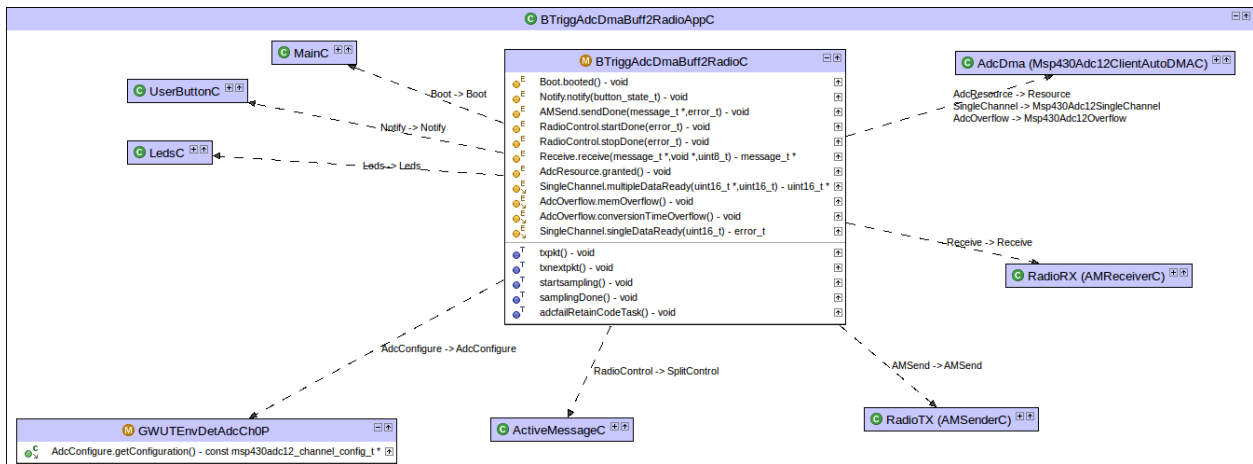 BTriggAdcDmaBuff2RadioAppC
MainC
BTriggAdcDmaBuff2RadioC
AdcDma (Msp430Adc12ClientAutoDMAC)
UserButtonC
LedsC
Boot -> Boot
Notify -> Notify
Leds -> Leds
Boot.booted() - void
Notify.notify(button_state_t) - void
AMSend.sendDone(message_t *,error_t) - void
RadioControl.startDone(error_t) - void
RadioControl.stopDone(error_t) - void
Receive.receive(message_t *,void *,uint8_t) - message_t *
AdcResource.granted() - void
SingleChannel.multipleDataReady(uint16_t *,uint16_t) - uint16_t *
AdcOverflow.memOverflow() - void
AdcOverflow.conversionTimeOverflow() - void
SingleChannel.singleDataReady(uint16_t) - error_t
txpkt() - void
txnextpkt() - void
startsampling() - void
samplingDone() - void
adcfailRetainCodeTask() - void
AdcResource -> Resource
SingleChannel -> Msp430Adc12SingleChannel
AdcOverflow -> Msp430Adc12Overflow
Receive -> Receive
RadioRX (AMReceiverC)
AdcConfigure -> AdcConfigure
RadioControl -> SplitControl
AMSend -> AMSend
GWUTEnvDetAdcCh0P
AdcConfigure.getConfiguration() - const msp430adc12_channel_config_t *
ActiveMessageC
RadioTX (AMSenderC)